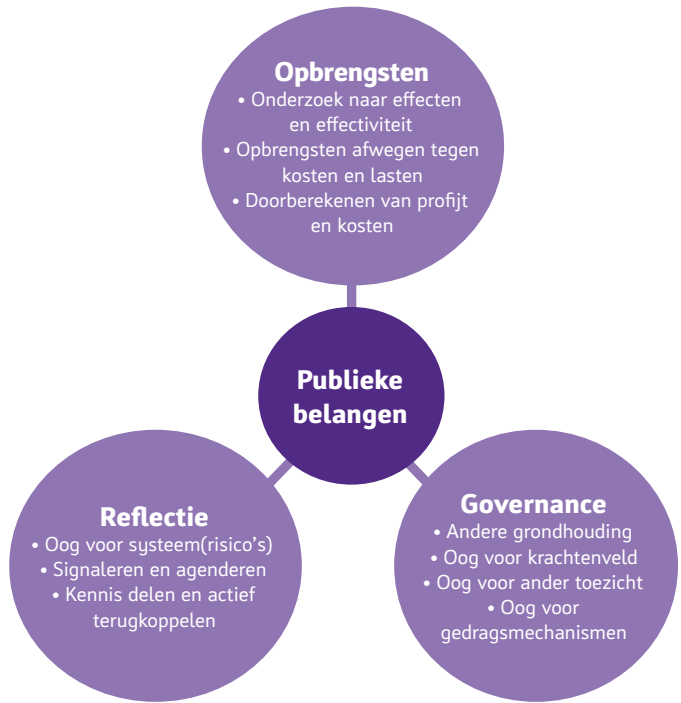 Opbrengsten
• Onderzoek naar effecten
en effectiviteit
• Opbrengsten afwegen tegen
kosten en lasten
• Doorberekenen van profijt
en kosten
Publieke
belangen
Reflectie
• Oog voor systeem(risico's)
• Signaleren en agenderen
• Kennis delen en actief
terugkoppelen
Governance
• Andere grondhouding
• Oog voor krachtenveld
• Oog voor ander toezicht
• Oog voor
gedragsmechanismen